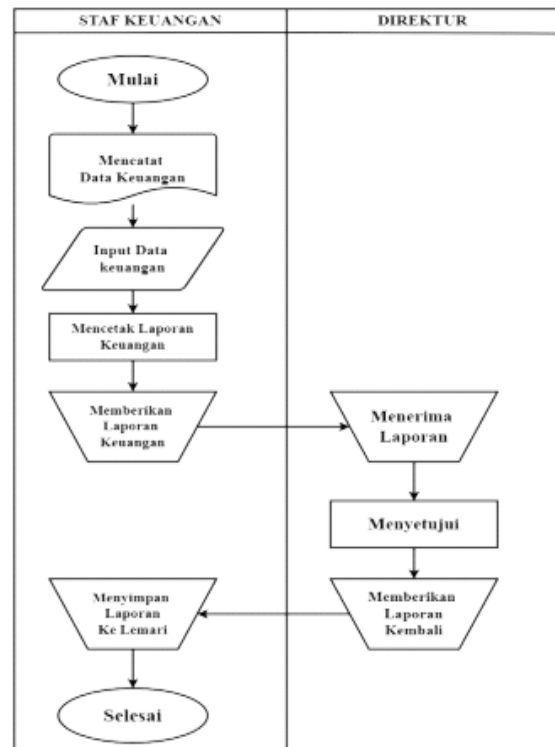 STAF KEUANGAN
DIREKTUR
Mulai
Mencatat
Data Keuangan
Input Data
keuangan
Mencetak Laporan
Keuangan
Memberikan
Laporan
Keuangan
Menerima
Laporan
Menyetujui
Memberikan
Laporan
Kembali
Menyimpan
Laporan
Ke Lemari
Selesai